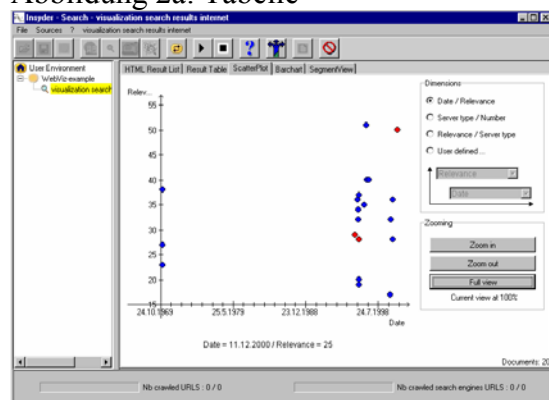 Abbildung 2a: Tabelle
Insyder - Search - visualization search results internet
File Sources ? visualization search results internet
User Environment
WebViz-example
visualization search
HTML Result List Result Table ScatterPlot Barchart SegmentView
Relev...
55
50
45
40
35
30
25
20
15
24.10.1969 25.5.1979 23.12.1988 24.7.1998
Date
Date = 11.12.2000 / Relevance = 25
Dimensions
Date / Relevance
Server type / Number
Relevance / Server type
User defined...
Relevance
Date
Zooming
Zoom in
Zoom out
Full view
Current view at 100%
Documents: 20
Nb crawled URLS : 0 / 0 Nb crawled search engines URLS : 0 / 0